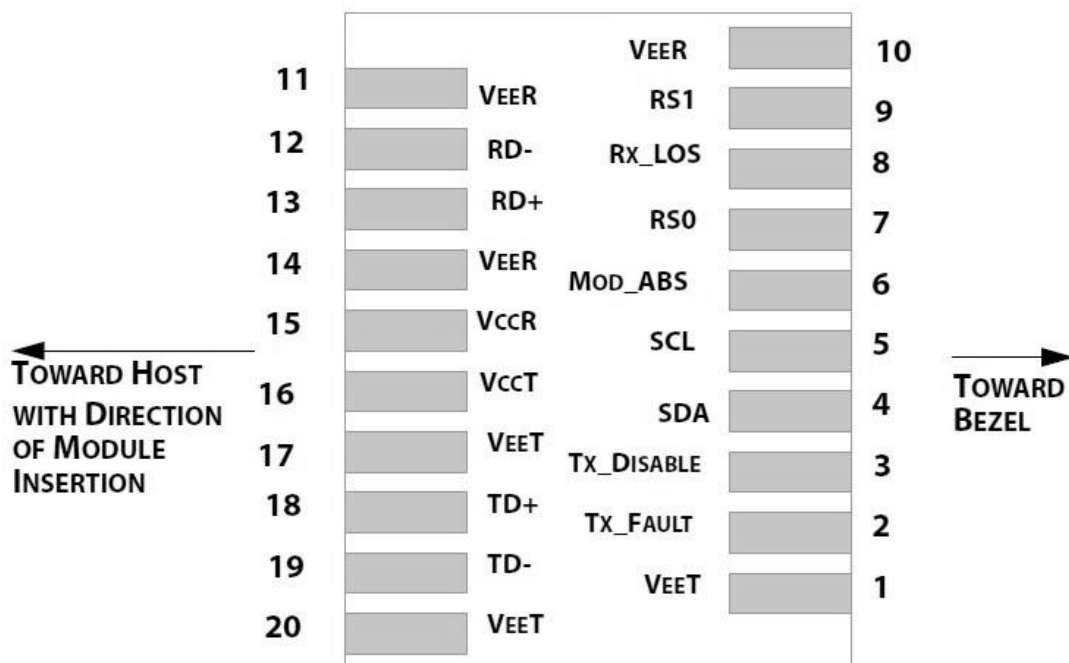 VEER 10
11 VEER
RS1 9
12 RD-
RX_LOS 8
13 RD+
RS0 7
14 VEER
MOD_ABS 6
15 VCCR
SCL 5
TOWARD HOST
WITH DIRECTION
OF MODULE
INSERTION
TOWARD
BEZEL
16 VCCT
SDA 4
17 VEET
TX_DISABLE 3
18 TD+
TX_FAULT 2
19 TD-
VEET 1
20 VEET